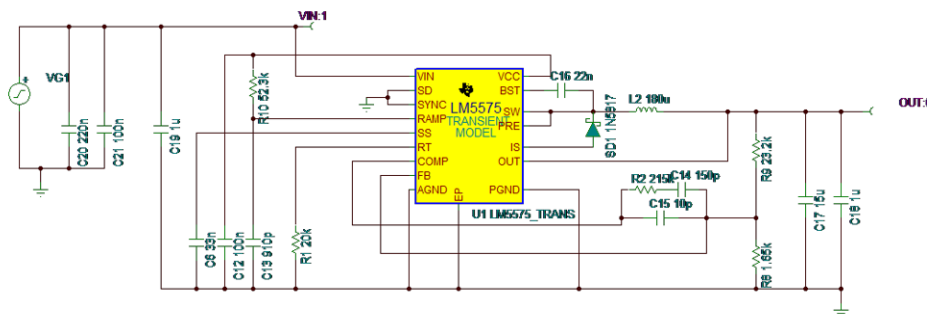 VIN:1
VG1
+
C20 220n
C21 100n
C19 1u
R10 52.3k
C6 33n
C12 100n
C13 910p
R1 20k
VIN
SD
SYNC
RAMP
SS
RT
COMP
FB
AGND
EP
VCC
BST
SW
PRE
IS
OUT
PGND
LM5575
TRANSIENT
MODEL
U1 LM5575_TRANS
C16 22n
L2 180u
SD1 1N5817
R2 215k
C14 150p
C15 10p
R9 23.2k
R8 1.65k
C17 15u
C18 1u
OUT: